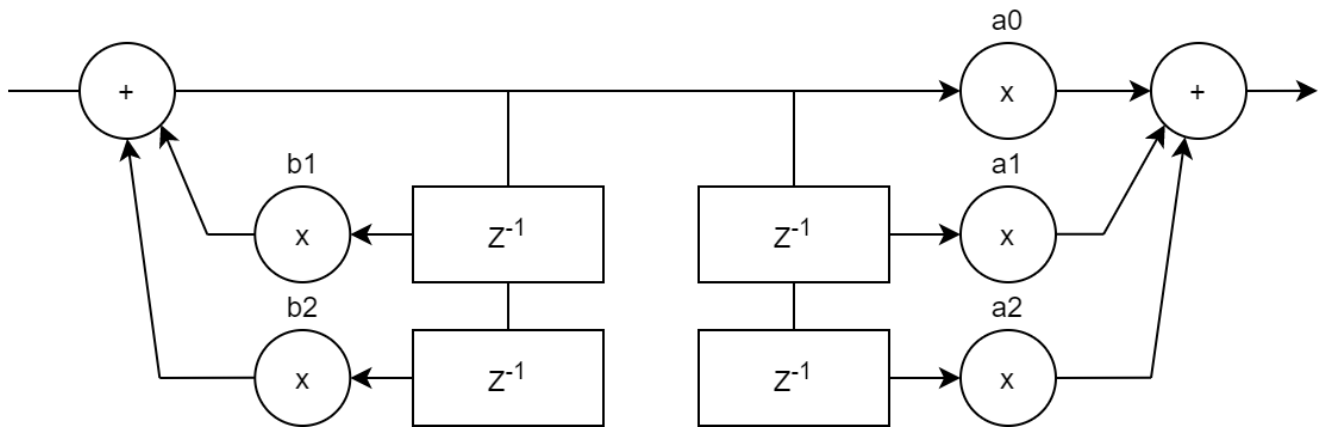 a0
+ x +
b1 a1
x Z⁻¹ Z⁻¹ x
b2 a2
x Z⁻¹ Z⁻¹ x